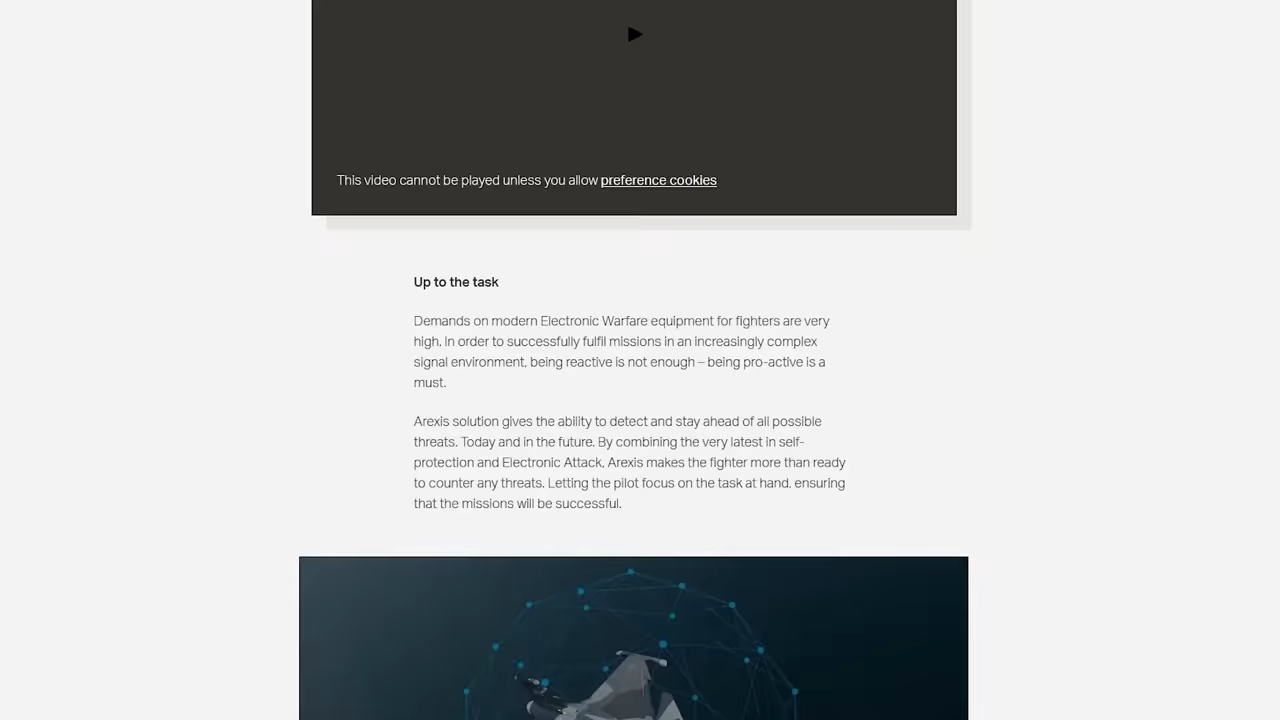 This video cannot be played unless you allow preference cookies
Up to the task
Demands on modern Electronic Warfare equipment for fighters are very
high. In order to successfully fulfil missions in an increasingly complex
signal environment, being reactive is not enough – being pro-active is a
must.
Arexis solution gives the ability to detect and stay ahead of all possible
threats. Today and in the future. By combining the very latest in self-
protection and Electronic Attack, Arexis makes the fighter more than ready
to counter any threats. Letting the pilot focus on the task at hand, ensuring
that the missions will be successful.